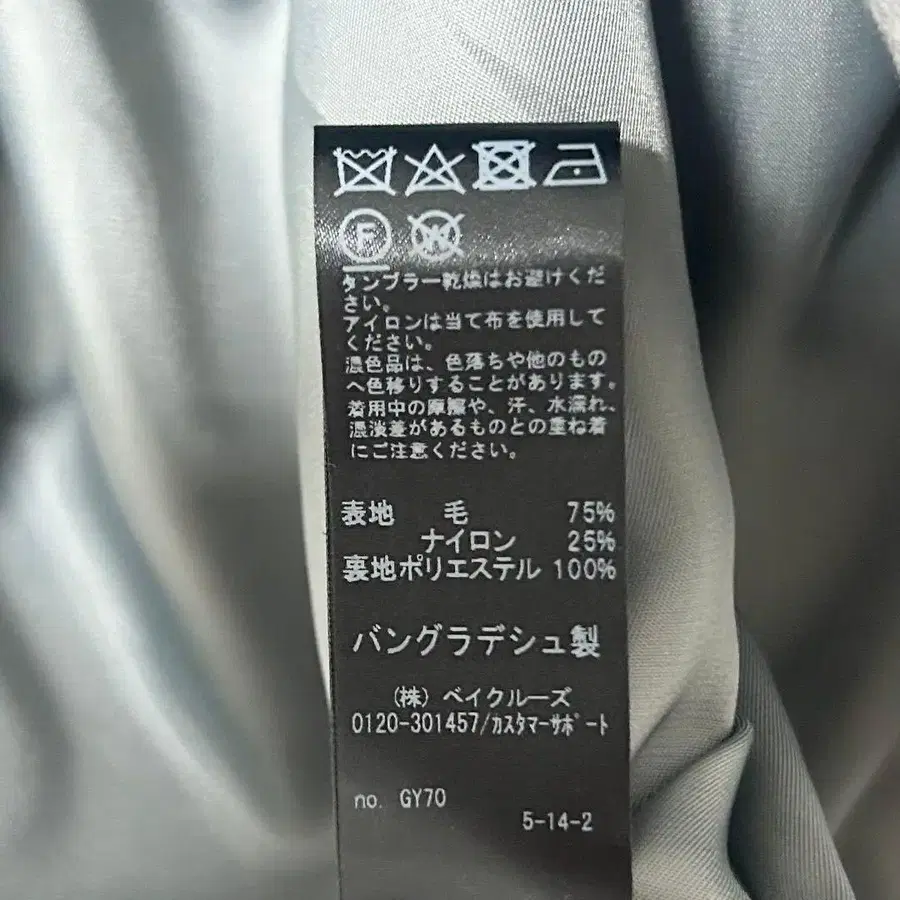 F W
タンブラー乾燥はお避けくだ
さい。
アイロンは当て布を使用して
ください。
濃色品は、色落ちや他のもの
へ色移りすることがあります。
着用中の摩擦や、汗、水濡れ、
濃淡差があるものとの重ね着
にご注意ください。
表地 毛 75%
ナイロン 25%
裏地ポリエステル 100%
バングラデシュ製
(株) ベイクルーズ
0120-301457/ｶｽﾀﾏｰｻﾎﾟｰﾄ
no. GY70
5-14-2